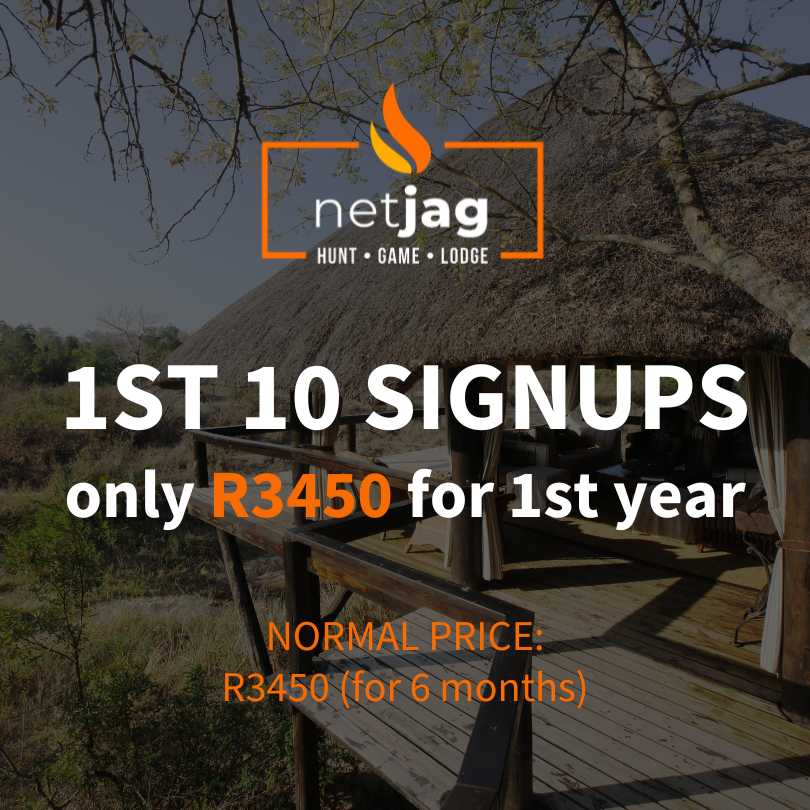 netjag
HUNT • GAME • LODGE
1ST 10 SIGNUPS
only R3450 for 1st year
NORMAL PRICE:
R3450 (for 6 months)